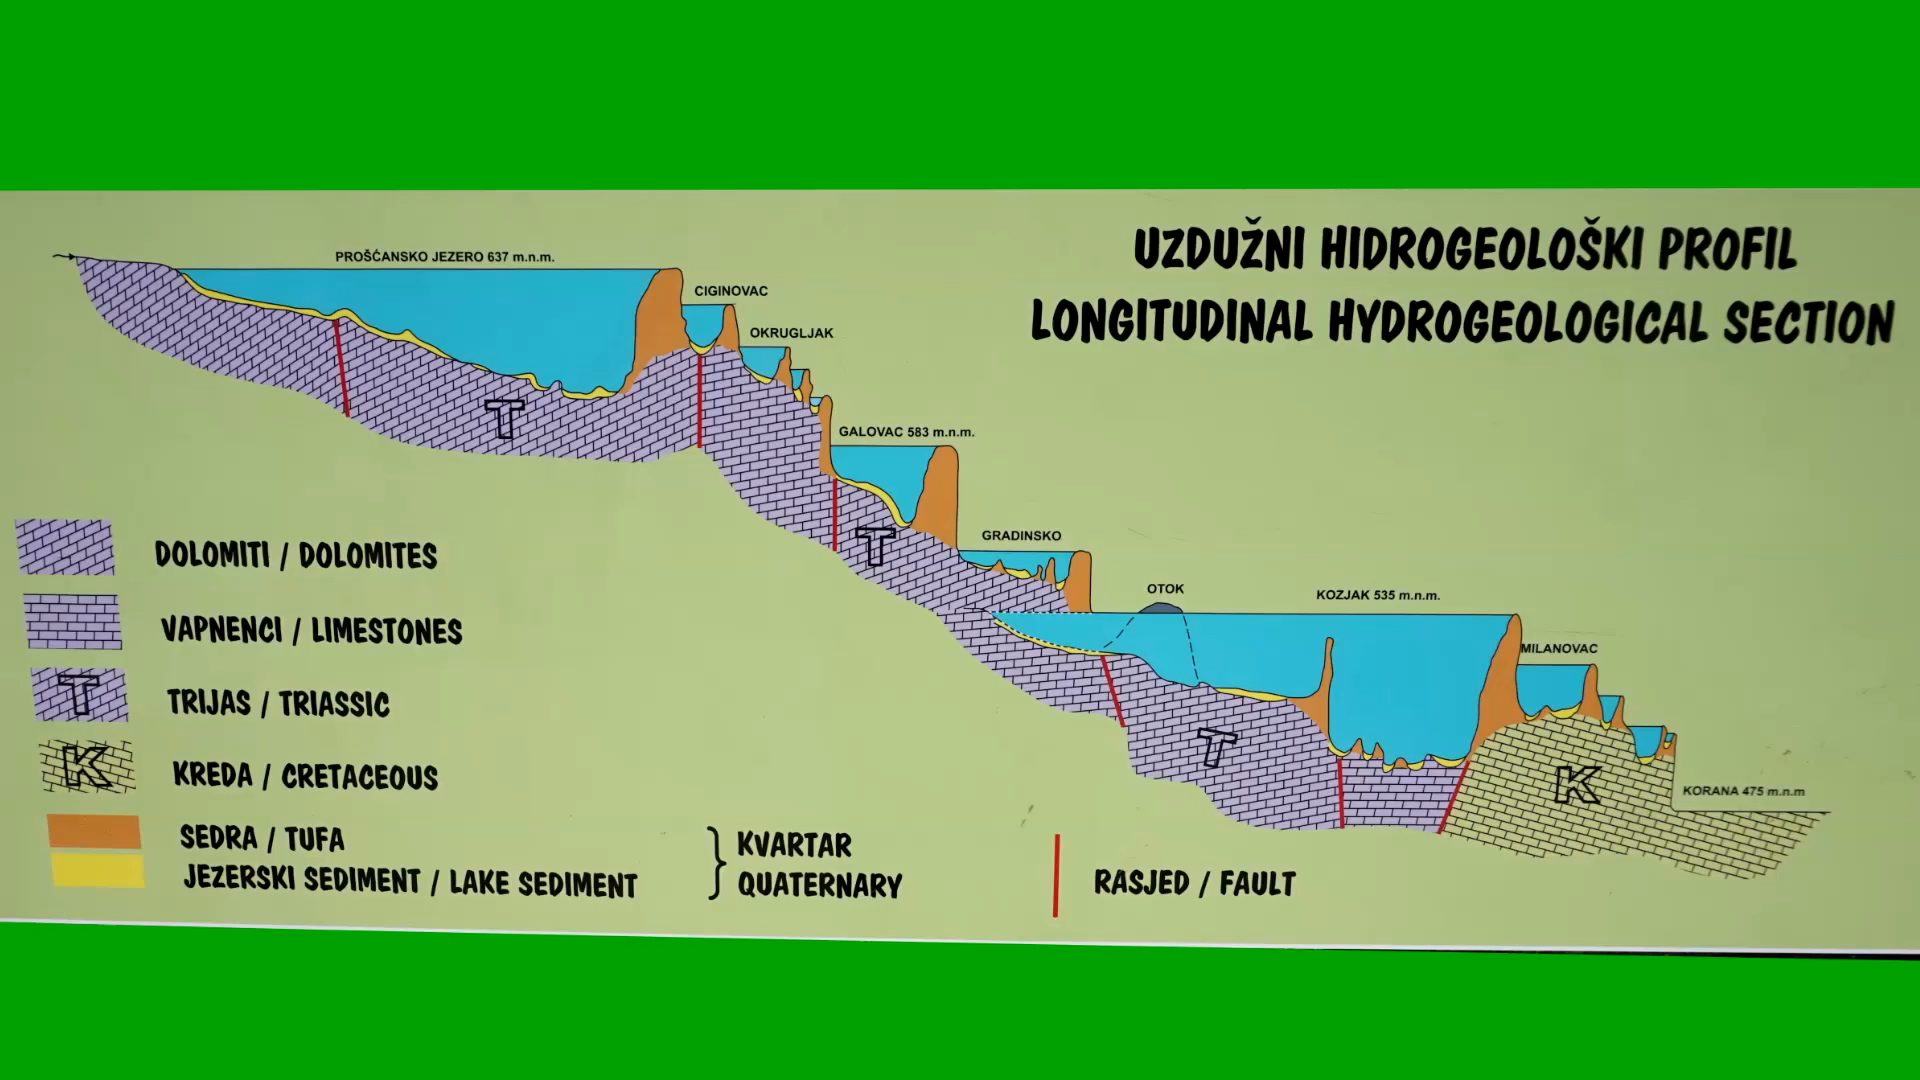 UZDUŽNI HIDROGEOLOŠKI PROFIL
LONGITUDINAL HYDROGEOLOGICAL SECTION
PROŠĆANSKO JEZERO 637 m.n.m.
CIGINOVAC
OKRUGLJAK
GALOVAC 583 m.n.m.
GRADINSKO
OTOK
KOZJAK 535 m.n.m.
MILANOVAC
KORANA 475 m.n.m
T
T
T
K
DOLOMITI / DOLOMITES
VAPNENCI / LIMESTONES
T
TRIJAS / TRIASSIC
K
KREDA / CRETACEOUS
SEDRA / TUFA
JEZERSKI SEDIMENT / LAKE SEDIMENT
KVARTAR
QUATERNARY
RASJED / FAULT